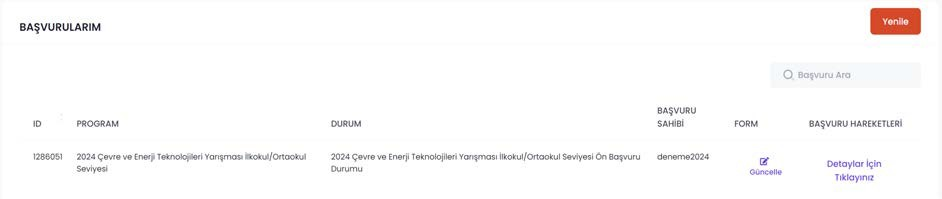 BAŞVURULARIM
Yenile
Başvuru Ara
ID
PROGRAM
DURUM
BAŞVURU
SAHİBİ
FORM
BAŞVURU HAREKETLERİ
1286051
2024 Çevre ve Enerji Teknolojileri Yarışması İlkokul/Ortaokul
Seviyesi
2024 Çevre ve Enerji Teknolojileri Yarışması İlkokul/Ortaokul Seviyesi Ön Başvuru
Durumu
deneme2024
Güncelle
Detaylar İçin
Tıklayınız